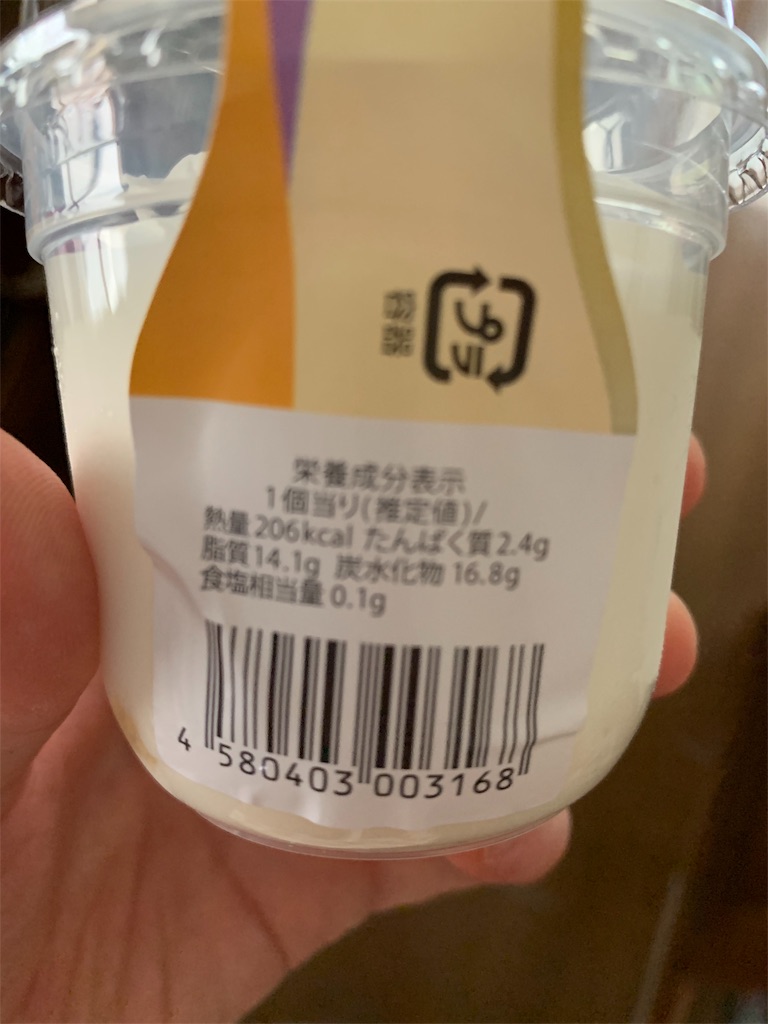 プラ
容器
栄養成分表示
1個当り(推定値)/
熱量206kcal たんぱく質2.4g
脂質14.1g 炭水化物 16.8g
食塩相当量 0.1g
4 580403 003168